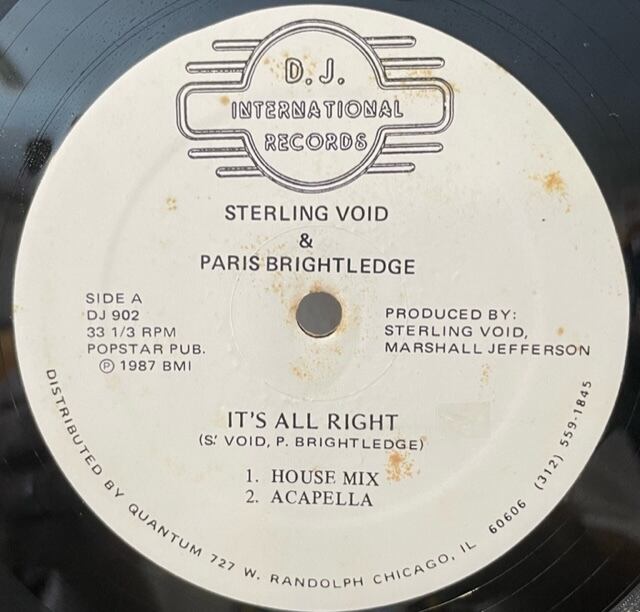 D.J.
INTERNATIONAL
RECORDS
STERLING VOID
&
PARIS BRIGHTLEDGE
SIDE A
DJ 902
33 1/3 RPM
POPSTAR PUB.
℗ 1987 BMI
PRODUCED BY:
STERLING VOID,
MARSHALL JEFFERSON
IT'S ALL RIGHT
(S.' VOID, P. BRIGHTLEDGE)
1. HOUSE MIX
2. ACAPELLA
DISTRIBUTED BY QUANTUM 727 W. RANDOLPH CHICAGO, IL 60606 (312) 559-1845